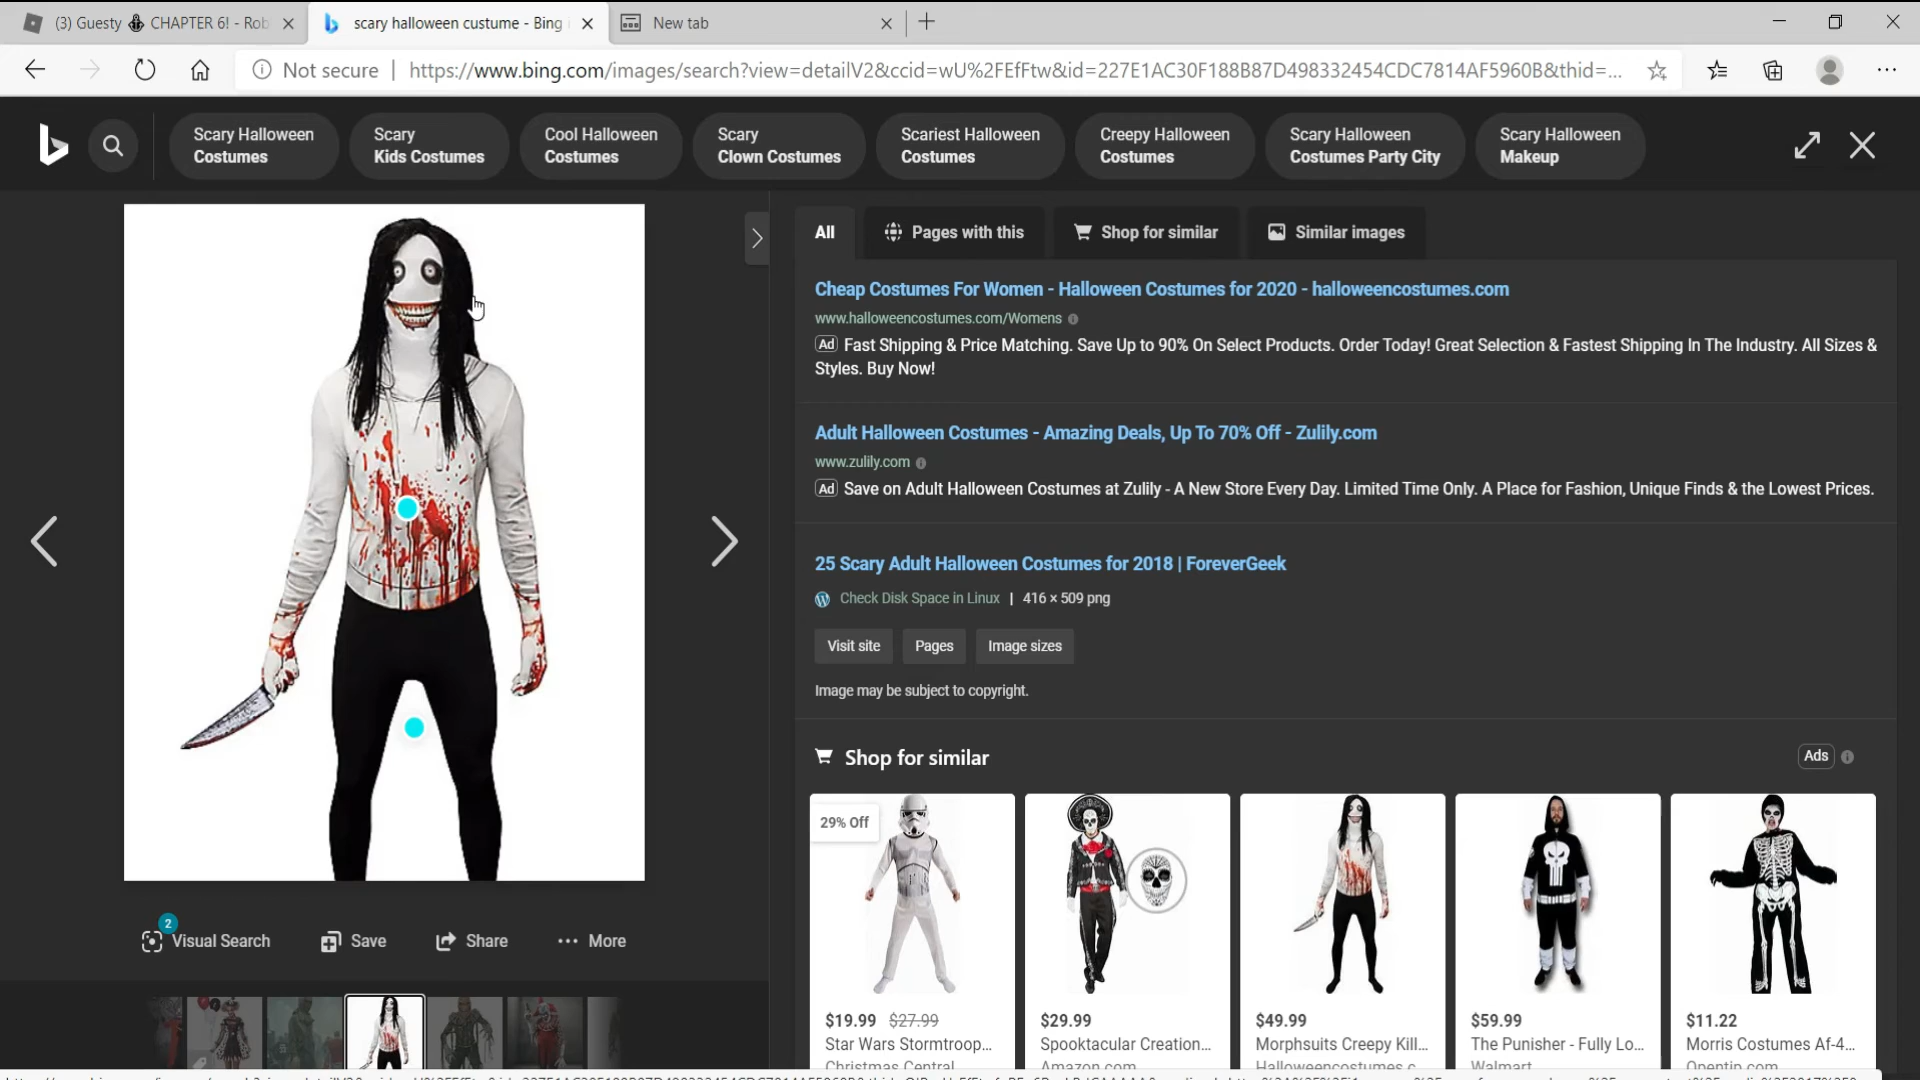 (3) Guesty CHAPTER 6! - Rob
scary halloween custume - Bing
New tab
Not secure | https://www.bing.com/images/search?view=detailV2&ccid=wU%2FEfFtw&id=227E1AC30F188B87D498332454CDC7814AF5960B&thid=...
Scary Halloween
Costumes
Scary
Kids Costumes
Cool Halloween
Costumes
Scary
Clown Costumes
Scariest Halloween
Costumes
Creepy Halloween
Costumes
Scary Halloween
Costumes Party City
Scary Halloween
Makeup
All
Pages with this
Shop for similar
Similar images
Cheap Costumes For Women - Halloween Costumes for 2020 - halloweencostumes.com
www.halloweencostumes.com/Womens
Ad Fast Shipping & Price Matching. Save Up to 90% On Select Products. Order Today! Great Selection & Fastest Shipping In The Industry. All Sizes &
Styles. Buy Now!
Adult Halloween Costumes - Amazing Deals, Up To 70% Off - Zulily.com
www.zulily.com
Ad Save on Adult Halloween Costumes at Zulily - A New Store Every Day. Limited Time Only. A Place for Fashion, Unique Finds & the Lowest Prices.
25 Scary Adult Halloween Costumes for 2018 | ForeverGeek
Check Disk Space in Linux | 416 × 509 png
Visit site
Pages
Image sizes
Image may be subject to copyright.
Shop for similar
Ads
29% Off
$19.99 $27.99
Star Wars Stormtroop...
Christmas Central
$29.99
Spooktacular Creation...
Amazon.com
$49.99
Morphsuits Creepy Kill...
Halloweencostumes.c
$59.99
The Punisher - Fully Lo...
Walmart
$11.22
Morris Costumes Af-4...
Opentip.com
2
Visual Search
Save
Share
More